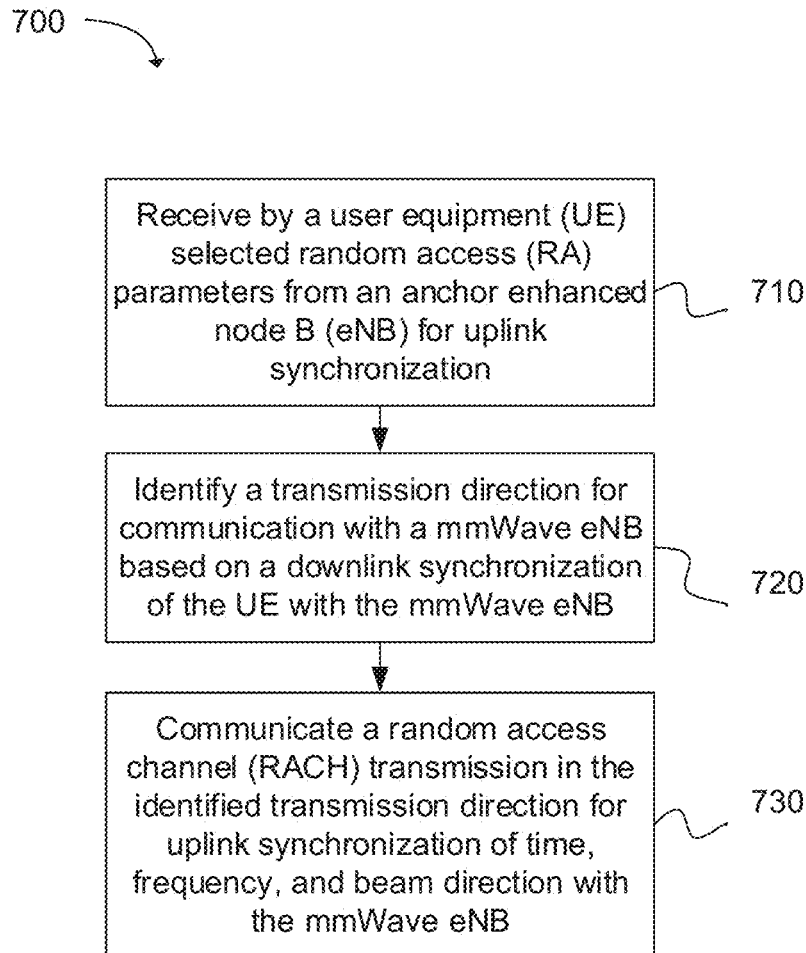 700
Receive by a user equipment (UE)
selected random access (RA)
parameters from an anchor enhanced
node B (eNB) for uplink
synchronization
710
Identify a transmission direction for
communication with a mmWave eNB
based on a downlink synchronization
of the UE with the mmWave eNB
720
Communicate a random access
channel (RACH) transmission in the
identified transmission direction for
uplink synchronization of time,
frequency, and beam direction with
the mmWave eNB
730